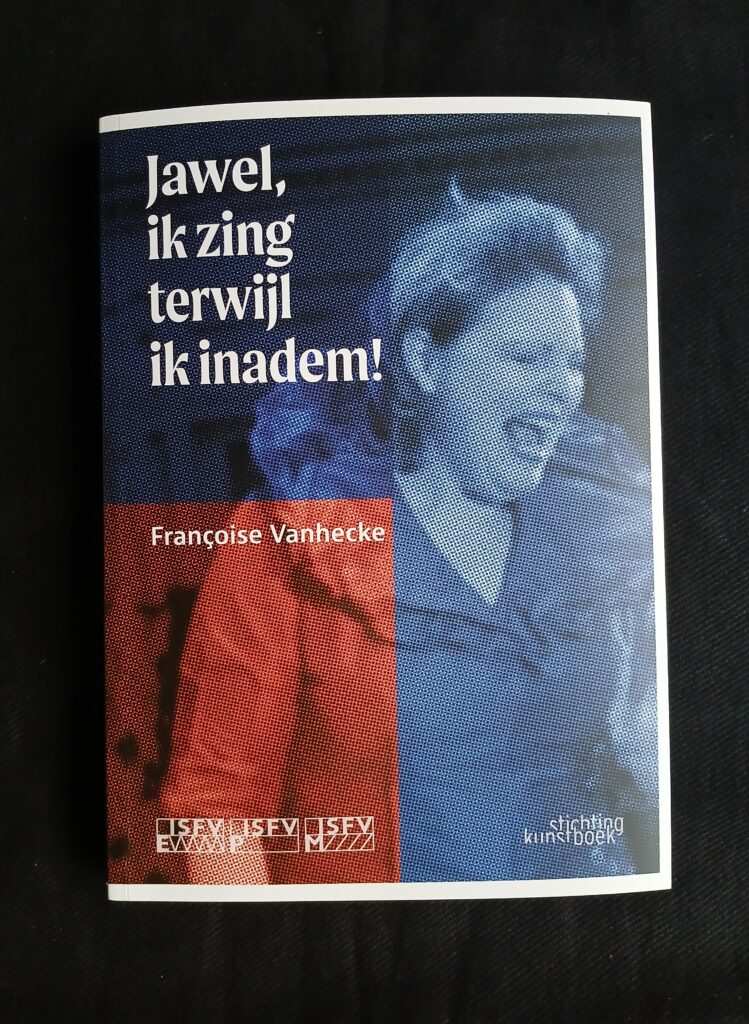 Jawel,
ik zing
terwijl
ik inadem!
Françoise Vanhecke
ISFV ISFV ISFV
E P M
stichting
kunstboek